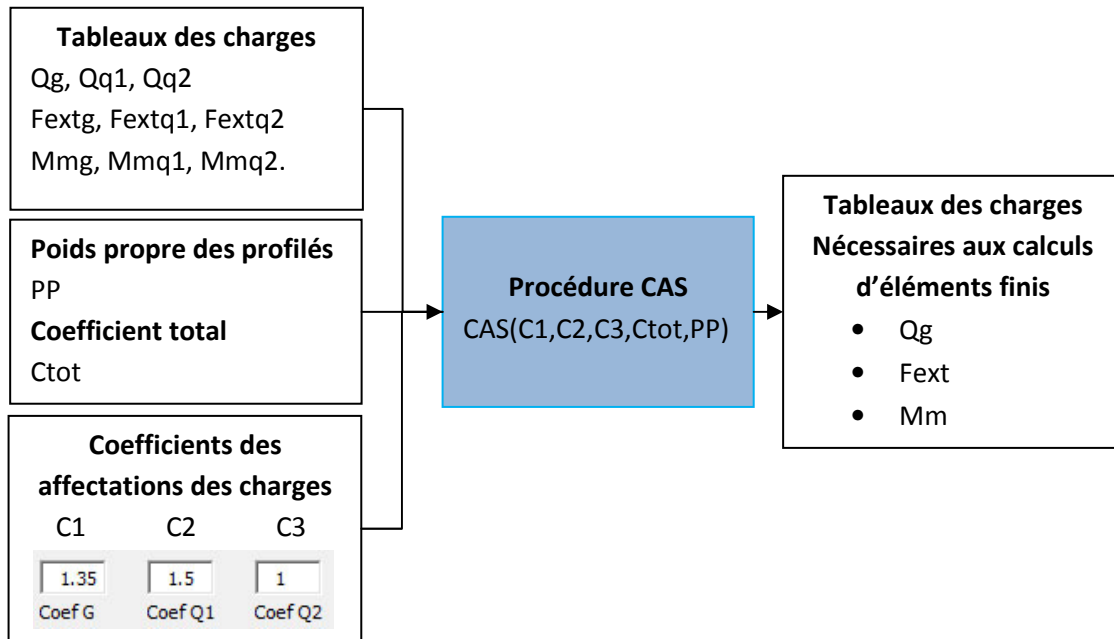 Tableaux des charges
Qg, Qq1, Qq2
Fextg, Fextq1, Fextq2
Mmg, Mmq1, Mmq2.
Poids propre des profilés
PP
Coefficient total
Ctot
Coefficients des
affectations des charges
C1 C2 C3
1.35 1.5 1
Coef G Coef Q1 Coef Q2
Procédure CAS
CAS(C1,C2,C3,Ctot,PP)
Tableaux des charges
Nécessaires aux calculs
d’éléments finis
• Qg
• Fext
• Mm